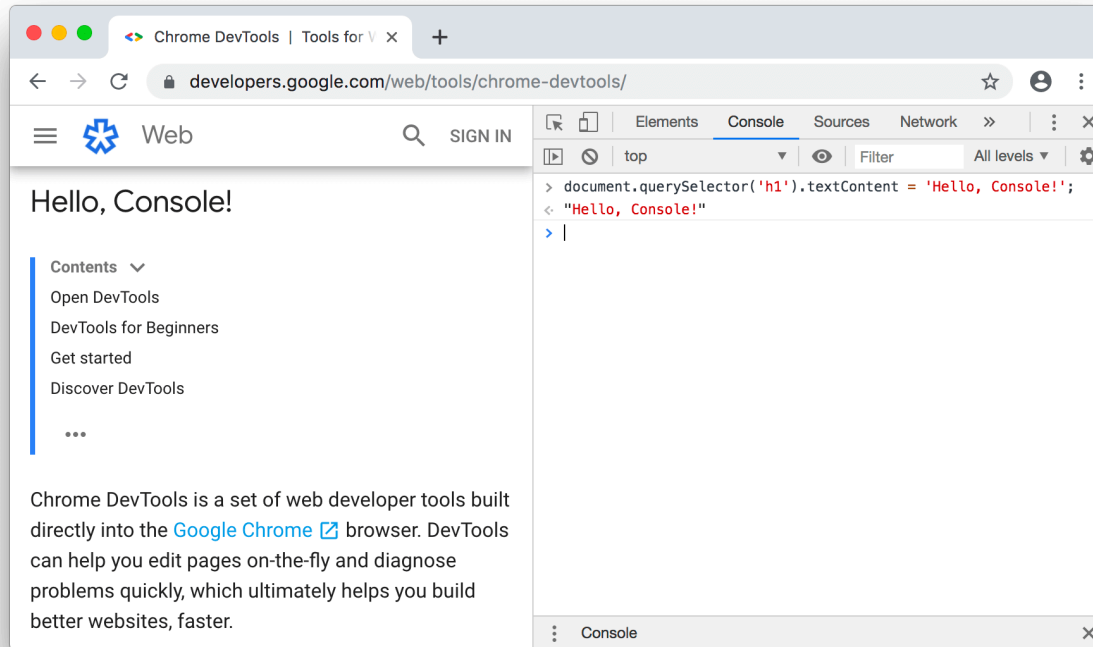 Chrome DevTools | Tools for W
developers.google.com/web/tools/chrome-devtools/
Web
SIGN IN
Hello, Console!
Contents
Open DevTools
DevTools for Beginners
Get started
Discover DevTools
•••
Chrome DevTools is a set of web developer tools built
directly into the Google Chrome browser. DevTools
can help you edit pages on-the-fly and diagnose
problems quickly, which ultimately helps you build
better websites, faster.
Elements Console Sources Network »
top Filter All levels ▼
> document.querySelector('h1').textContent = 'Hello, Console!';
"Hello, Console!"
>
Console